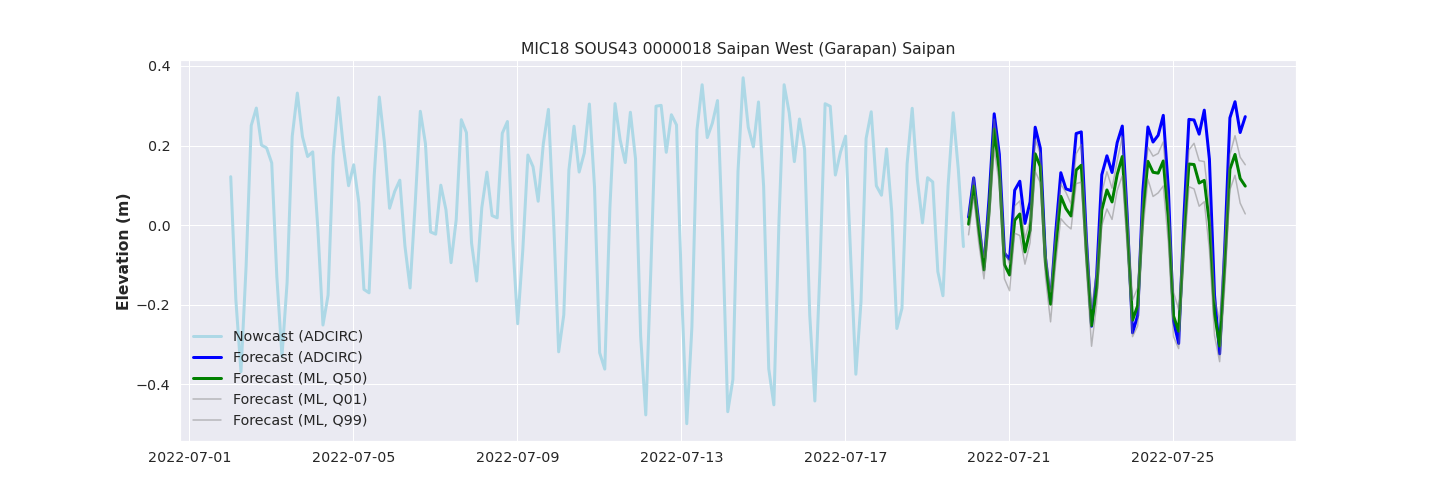 MIC18 SOUS43 0000018 Saipan West (Garapan) Saipan
Elevation (m)
0.4
0.2
0.0
−0.2
−0.4
Nowcast (ADCIRC)
Forecast (ADCIRC)
Forecast (ML, Q50)
Forecast (ML, Q01)
Forecast (ML, Q99)
2022-07-01 2022-07-05 2022-07-09 2022-07-13 2022-07-17 2022-07-21 2022-07-25